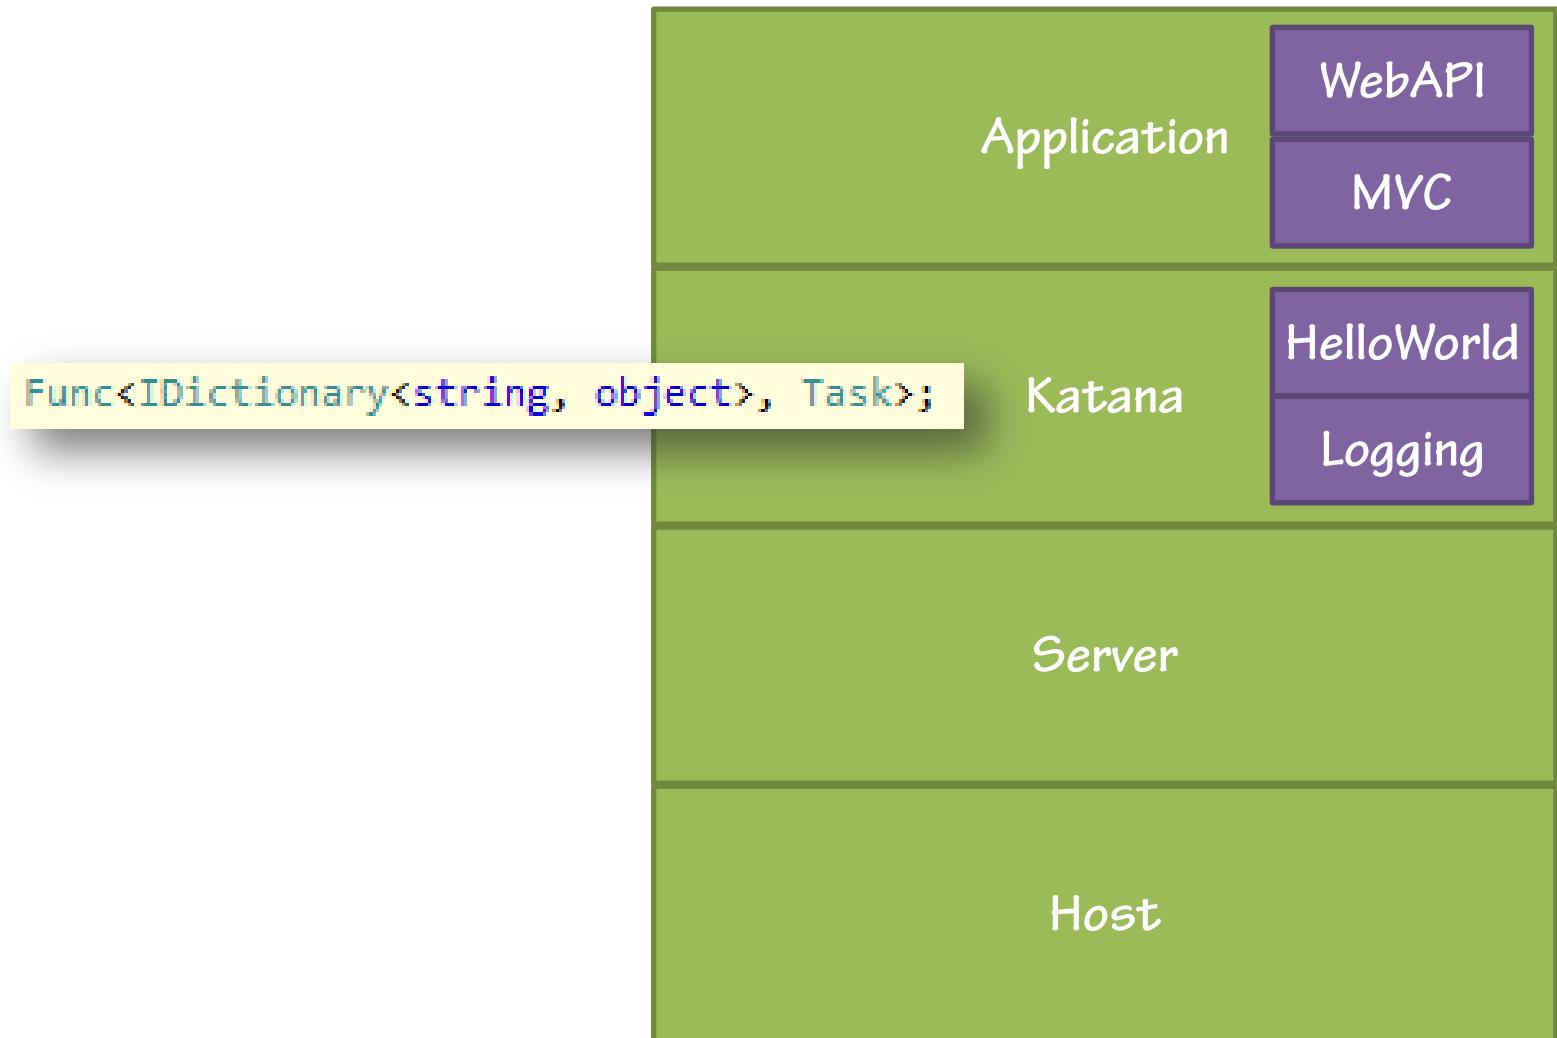 WebAPI
Application
MVC
HelloWorld
Func<IDictionary<string, object>, Task>;
Katana
Logging
Server
Host